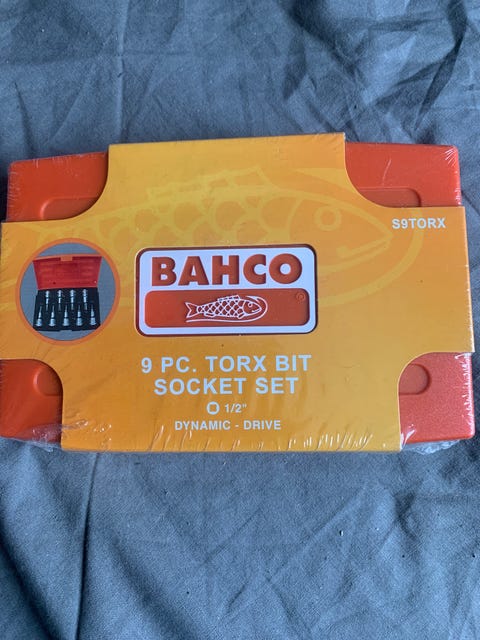 S9TORX
BAHCO
®
9 PC. TORX BIT
SOCKET SET
1/2"
DYNAMIC - DRIVE